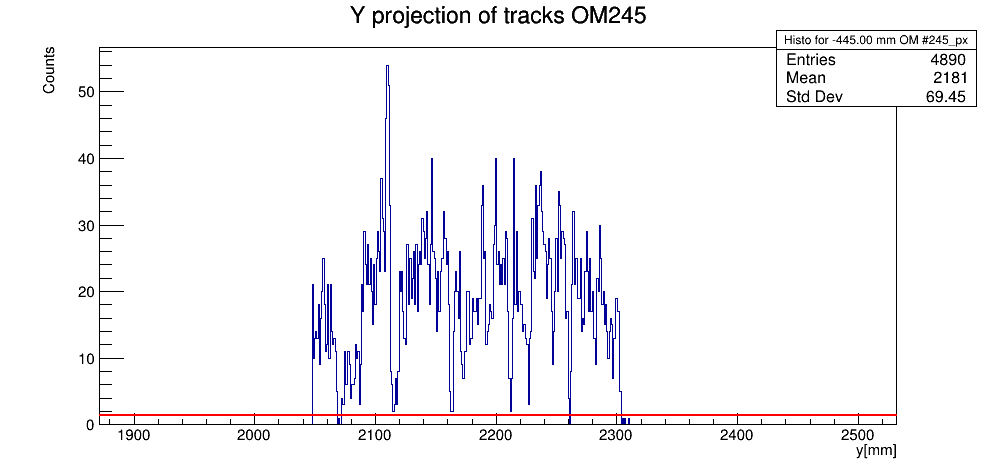 Y projection of tracks OM245
Histo for -445.00 mm OM #245_px
Entries 4890
Mean 2181
Std Dev 69.45
Counts
50
40
30
20
10
0
1900 2000 2100 2200 2300 2400 2500
y[mm]